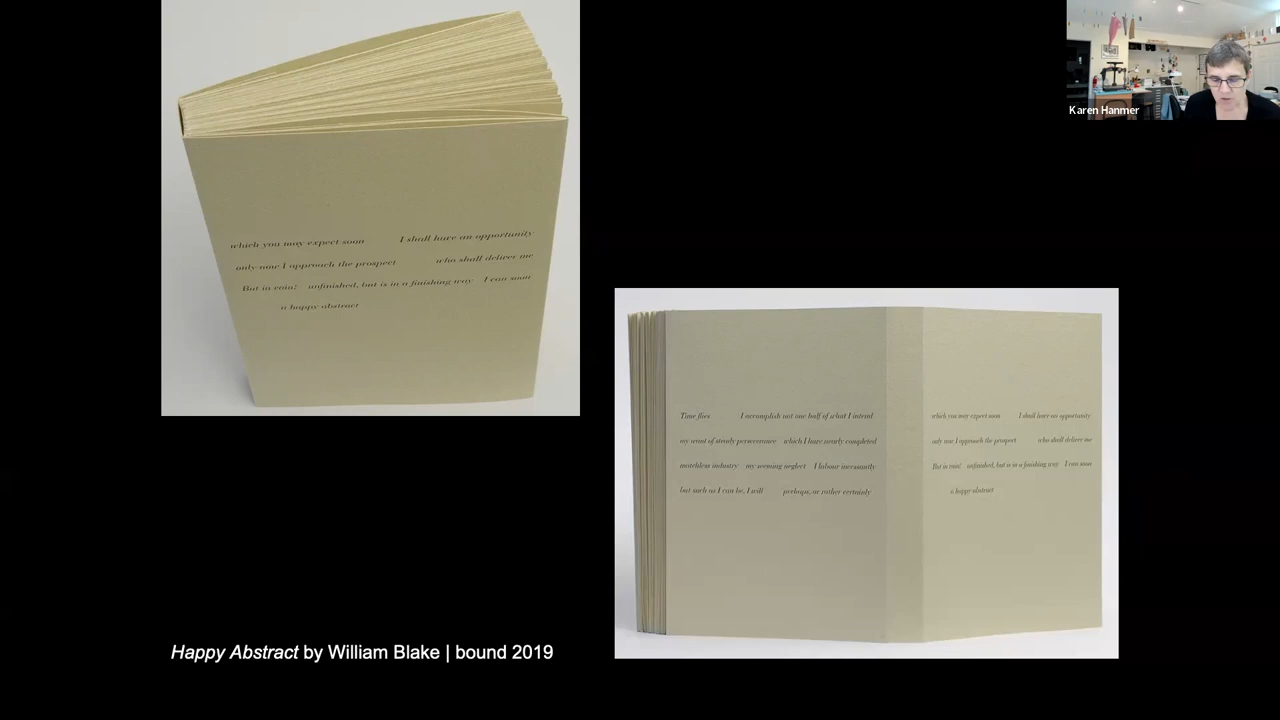 Karen Hanmer
which you may expect soon I shall have an opportunity
only one I approach the prospect who shall deliver me
But in vain! unfinished, but is in a finishing way I can soon
a happy abstract
Time flies I accomplish not one half of what I intend
my want of steady perseverance which I have nearly completed
matchless industry my seeming neglect I labour incessantly
but such as I can be, I will perhaps, or rather certainly
which you may expect soon I shall have an opportunity
only one I approach the prospect who shall deliver me
But in vain! unfinished, but is in a finishing way I can soon
a happy abstract
Happy Abstract by William Blake | bound 2019